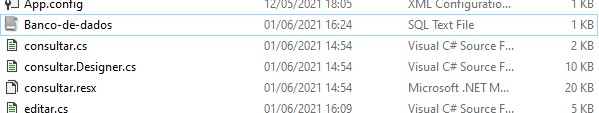 App.config 12/05/2021 18:05 XML Configuratio... 1 KB
Banco-de-dados 01/06/2021 16:24 SQL Text File 1 KB
consultar.cs 01/06/2021 14:54 Visual C# Source F... 2 KB
consultar.Designer.cs 01/06/2021 14:54 Visual C# Source F... 20 KB
consultar.resx 01/06/2021 14:54 Microsoft .NET M... 10 KB
editar.cs 01/06/2021 16:09 Visual C# Source F... 5 KB